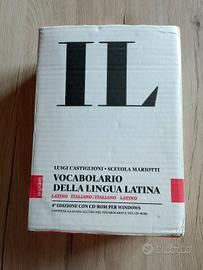 IL
LUIGI CASTIGLIONI - SCEVOLA MARIOTTI
VOCABOLARIO
DELLA LINGUA LATINA
LATINO ITALIANO / ITALIANO LATINO
4ª EDIZIONE CON CD-ROM PER WINDOWS
Subito